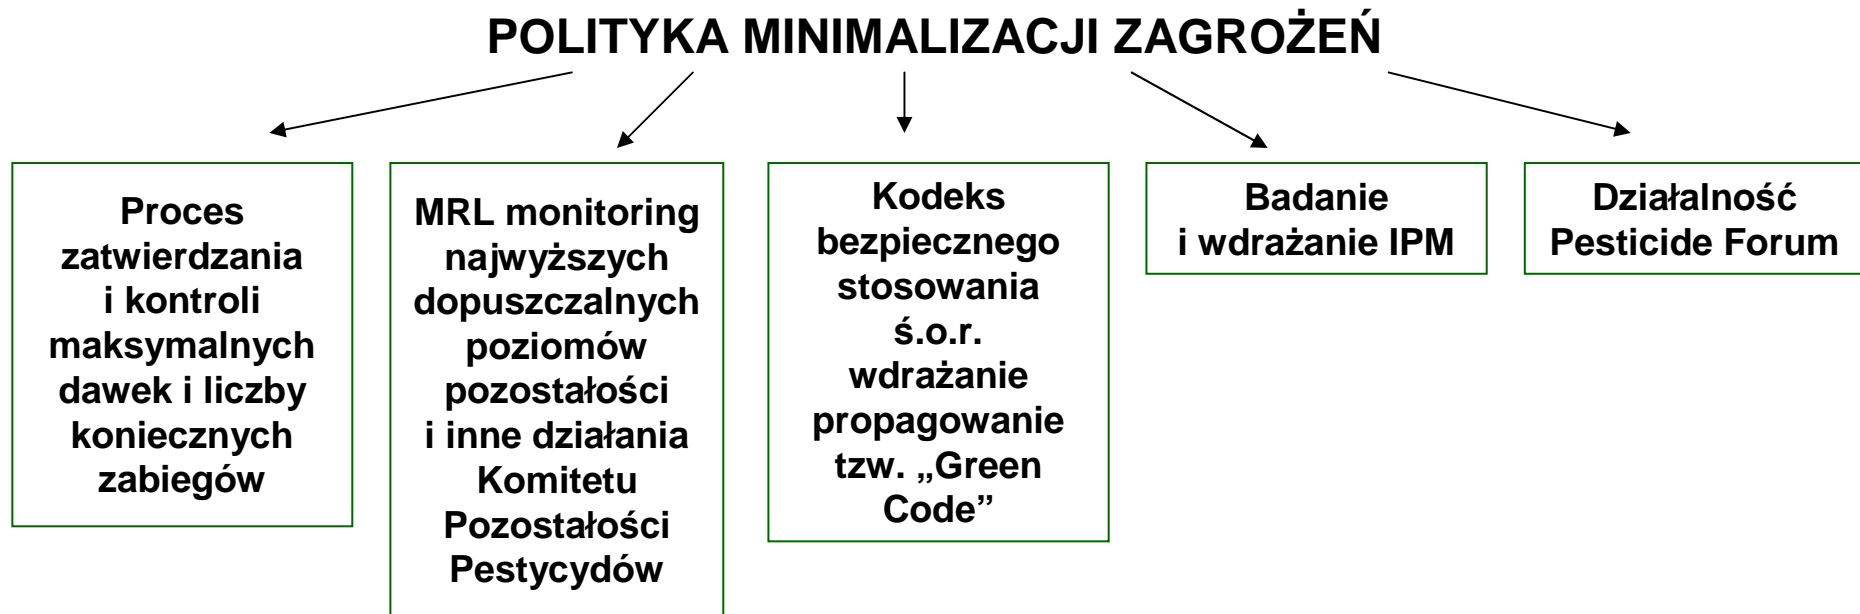 POLITYKA MINIMALIZACJI ZAGROŻEŃ
Proces
zatwierdzania
i kontroli
maksymalnych
dawek i liczby
koniecznych
zabiegów
MRL monitoring
najwyższych
dopuszczalnych
poziomów
pozostałości
i inne działania
Komitetu
Pozostałości
Pestycydów
Kodeks
bezpiecznego
stosowania
ś.o.r.
wdrażanie
propagowanie
tzw. „Green
Code”
Badanie
i wdrażanie IPM
Działalność
Pesticide Forum